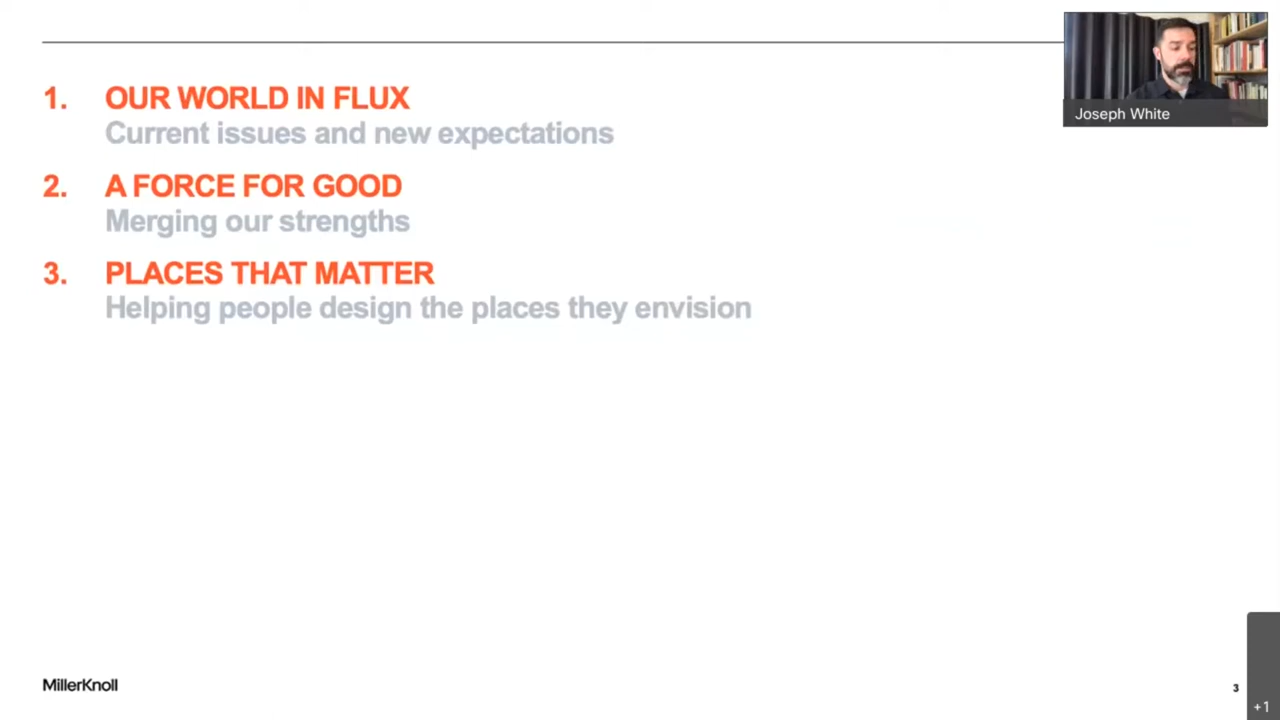 1. OUR WORLD IN FLUX
Current issues and new expectations
2. A FORCE FOR GOOD
Merging our strengths
3. PLACES THAT MATTER
Helping people design the places they envision
Joseph White
MillerKnoll
3
+1